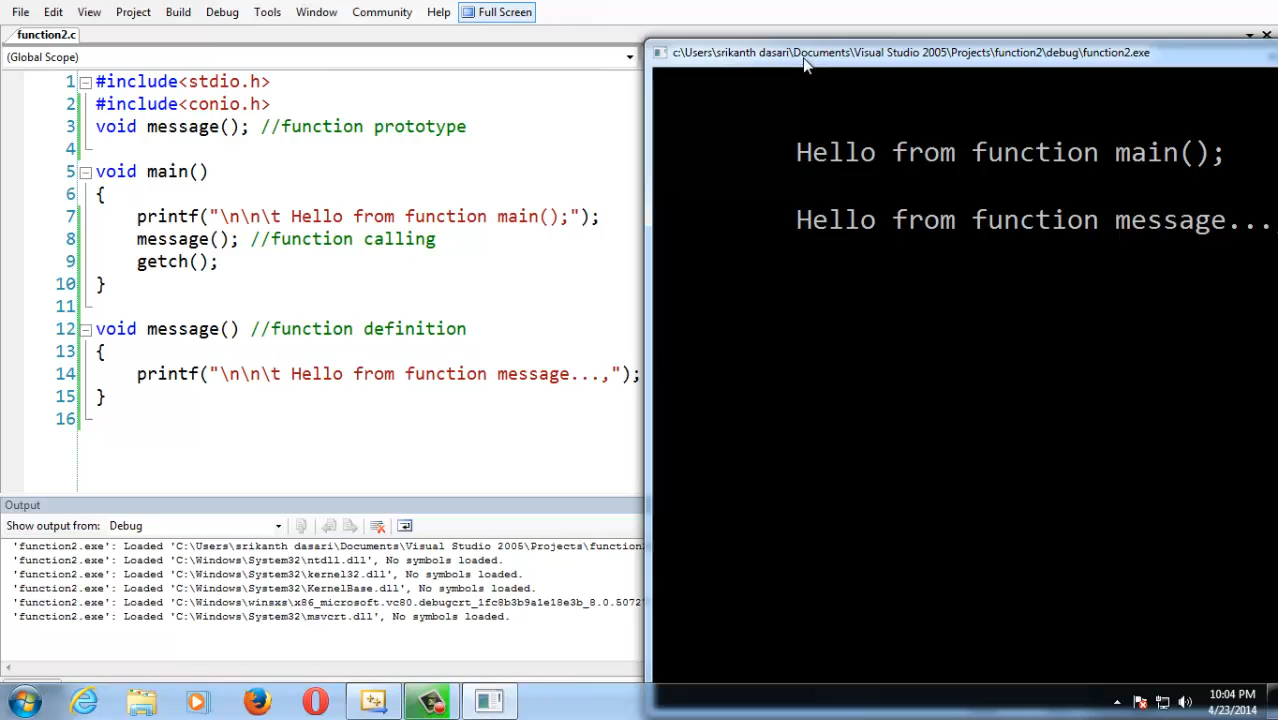 File Edit View Project Build Debug Tools Window Community Help Full Screen
function2.c
(Global Scope)
1 #include<stdio.h>
2 #include<conio.h>
3 void message(); //function prototype
4
5 void main()
6 {
7 printf("\n\n\t Hello from function main();");
8 message(); //function calling
9 getch();
10 }
11
12 void message() //function definition
13 {
14 printf("\n\n\t Hello from function message...,");
15 }
16
c:\Users\srikanth dasari\Documents\Visual Studio 2005\Projects\function2\debug\function2.exe
Hello from function main();
Hello from function message...,
Output
Show output from: Debug
'function2.exe': Loaded 'C:\Users\srikanth dasari\Documents\Visual Studio 2005\Projects\function
'function2.exe': Loaded 'C:\Windows\System32\ntdll.dll', No symbols loaded.
'function2.exe': Loaded 'C:\Windows\System32\kernel32.dll', No symbols loaded.
'function2.exe': Loaded 'C:\Windows\System32\KernelBase.dll', No symbols loaded.
'function2.exe': Loaded 'C:\Windows\winsxs\x86_microsoft.vc80.debugcrt_1fc8b3b9a1e18e3b_8.0.5072
'function2.exe': Loaded 'C:\Windows\System32\msvcrt.dll', No symbols loaded.
10:04 PM
4/23/2014